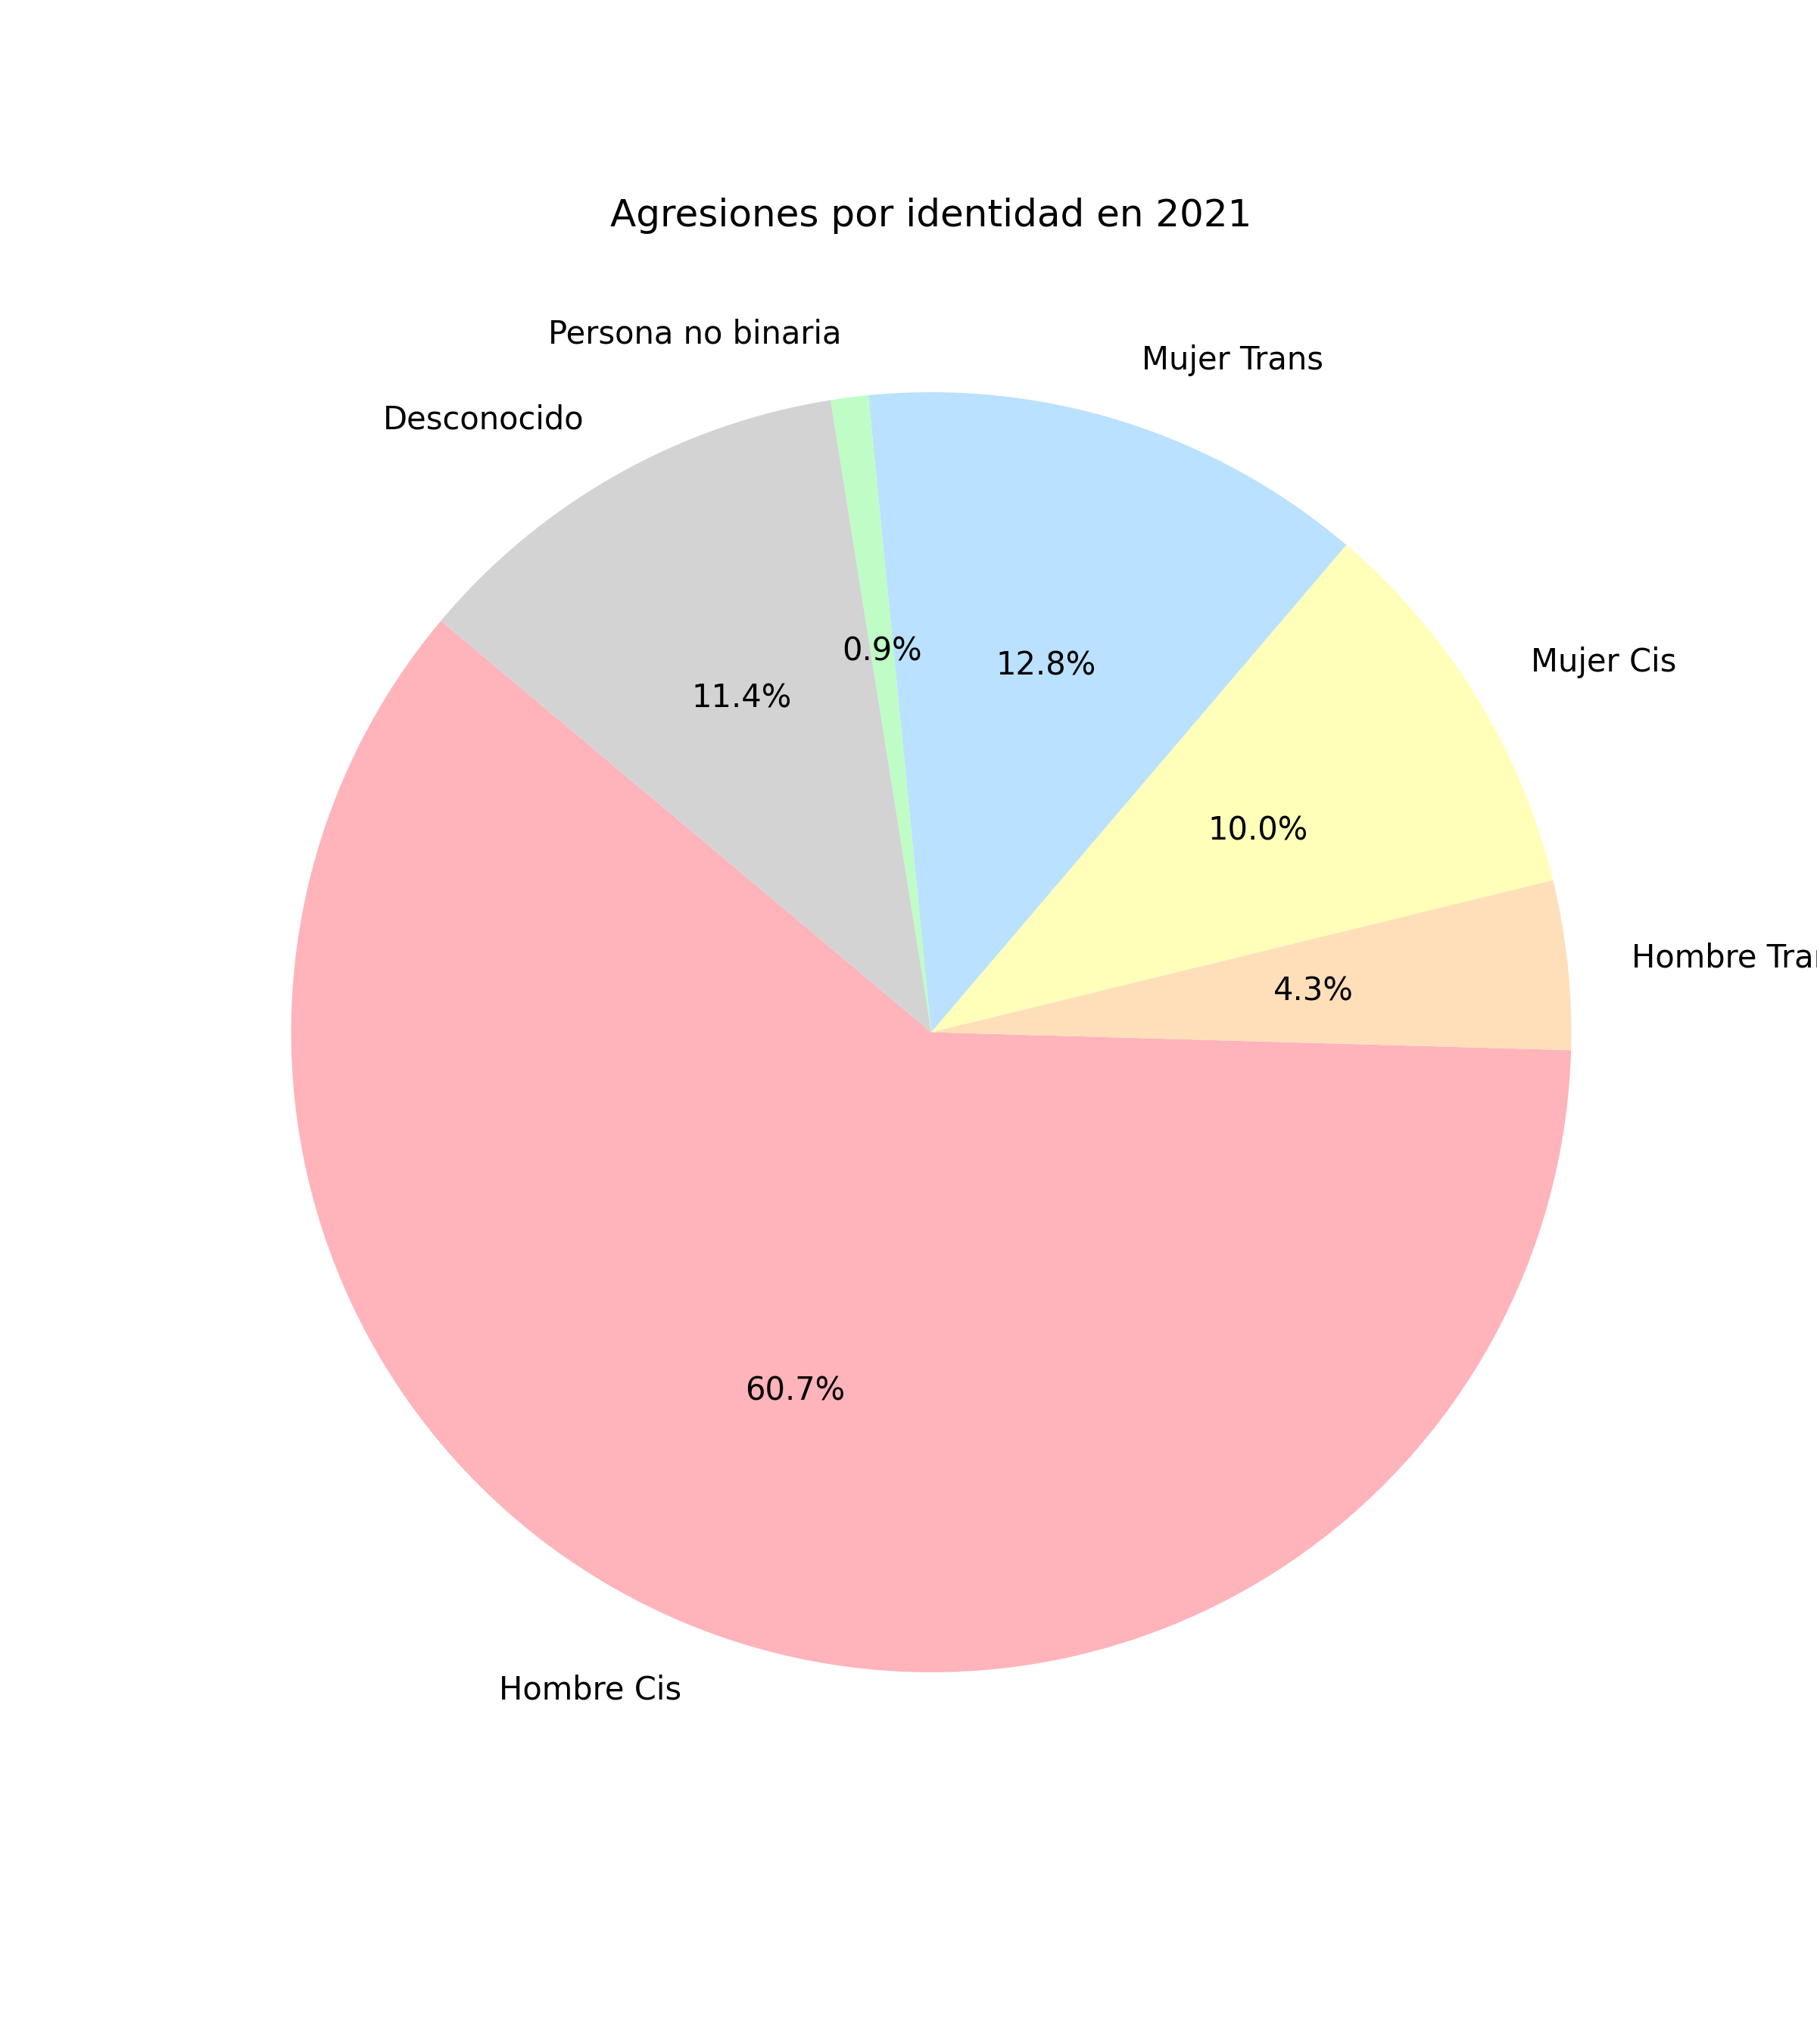 Agresiones por identidad en 2021
Persona no binaria
Mujer Trans
Desconocido
Mujer Cis
0.9%
12.8%
11.4%
10.0%
Hombre
4.3%
60.7%
Hombre Cis